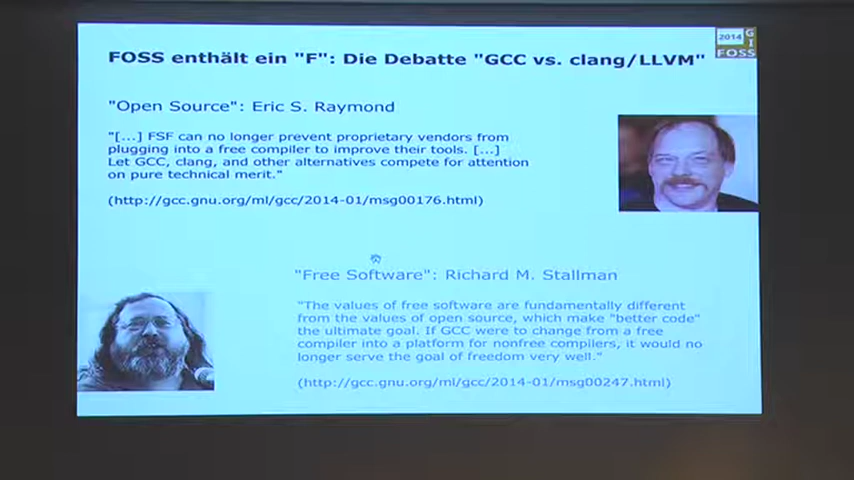 FOSS enthält ein "F": Die Debatte "GCC vs. clang/LLVM"
2014
GIS
FOSS
"Open Source": Eric S. Raymond
"[...] FSF can no longer prevent proprietary vendors from
plugging into a free compiler to improve their tools. [...]
Let GCC, clang, and other alternatives compete for attention
on pure technical merit."
(http://gcc.gnu.org/ml/gcc/2014-01/msg00176.html)
"Free Software": Richard M. Stallman
"The values of free software are fundamentally different
from the values of open source, which make "better code"
the ultimate goal. If GCC were to change from a free
compiler into a platform for nonfree compilers, it would no
longer serve the goal of freedom very well."
(http://gcc.gnu.org/ml/gcc/2014-01/msg00247.html)